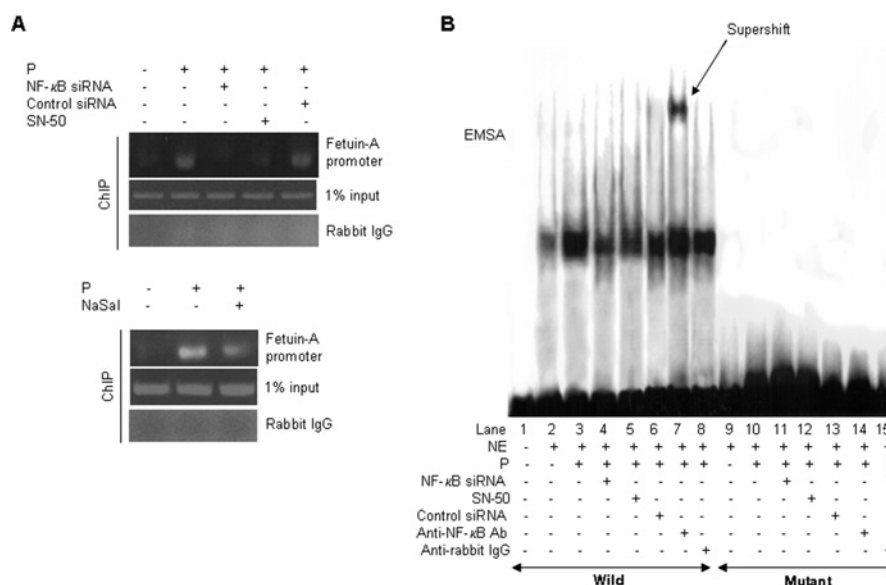 A
P - + + + +
NF-κB siRNA - - + - -
Control siRNA - - - - +
SN-50 - - - + -
ChIP
Fetuin-A
promoter
1% input
Rabbit IgG
P - + +
NaSal - - +
ChIP
Fetuin-A
promoter
1% input
Rabbit IgG
B
Supershift
EMSA
Lane 1 2 3 4 5 6 7 8 9 10 11 12 13 14 15
NE - + + + + + + + + + + + + +
P - - + + + + + + - + + + + +
NF-κB siRNA - - - + - - - - - - + - - -
SN-50 - - - - + - - - - - - + - -
Control siRNA - - - - - + - - - - - - + -
Anti-NF-κB Ab - - - - - - + - - - - - - +
Anti-rabbit IgG - - - - - - - + - - - - - -
Wild Mutant